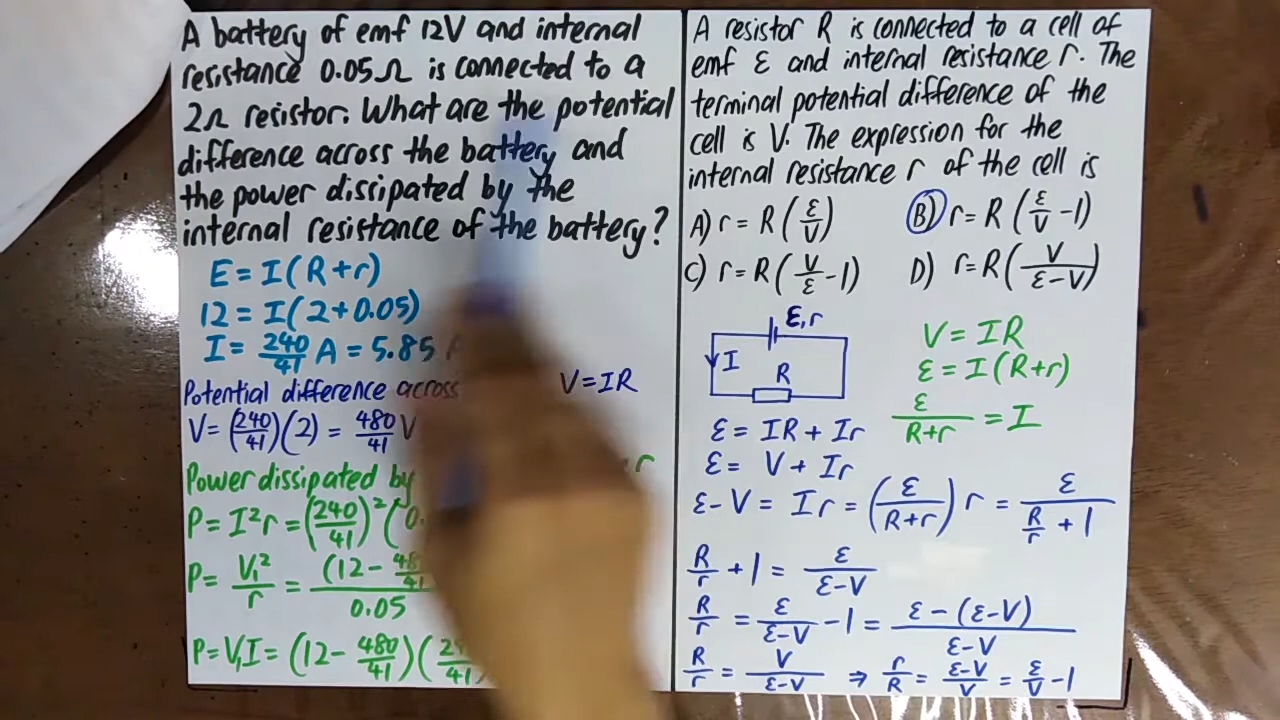 A battery of emf 12V and internal
resistance 0.05Ω is connected to a
2Ω resistor. What are the potential
difference across the battery and
the power dissipated by the
internal resistance of the battery?
E = I(R+r)
12 = I(2+0.05)
I = 240/41 A = 5.85 A
Potential difference across
V = IR
V = (240/41)(2) = 480/41 V
Power dissipated by
r
P = I²r = (240/41)²(0.
P = V₁²/r = (12 - 48/41 / 0.05
P = V₁I = (12 - 480/41)(2/41)
A resistor R is connected to a cell of
emf ε and internal resistance r. The
terminal potential difference of the
cell is V. The expression for the
internal resistance r of the cell is
A) r = R(ε/V)
B) r = R(ε/V - 1)
C) r = R(V/ε - 1)
D) r = R(V/ε-V)
ε,r
I
R
V = IR
ε = I(R+r)
ε/R+r = I
ε = IR + Ir
ε = V + Ir
ε - V = Ir = (ε/R+r) r = ε/R/r + 1
R/r + 1 = ε/ε-V
R/r = ε/ε-V - 1 = ε - (ε-V)/ε-V
R/r = V/ε-V ⇒ r/R = ε-V/V = ε/V - 1